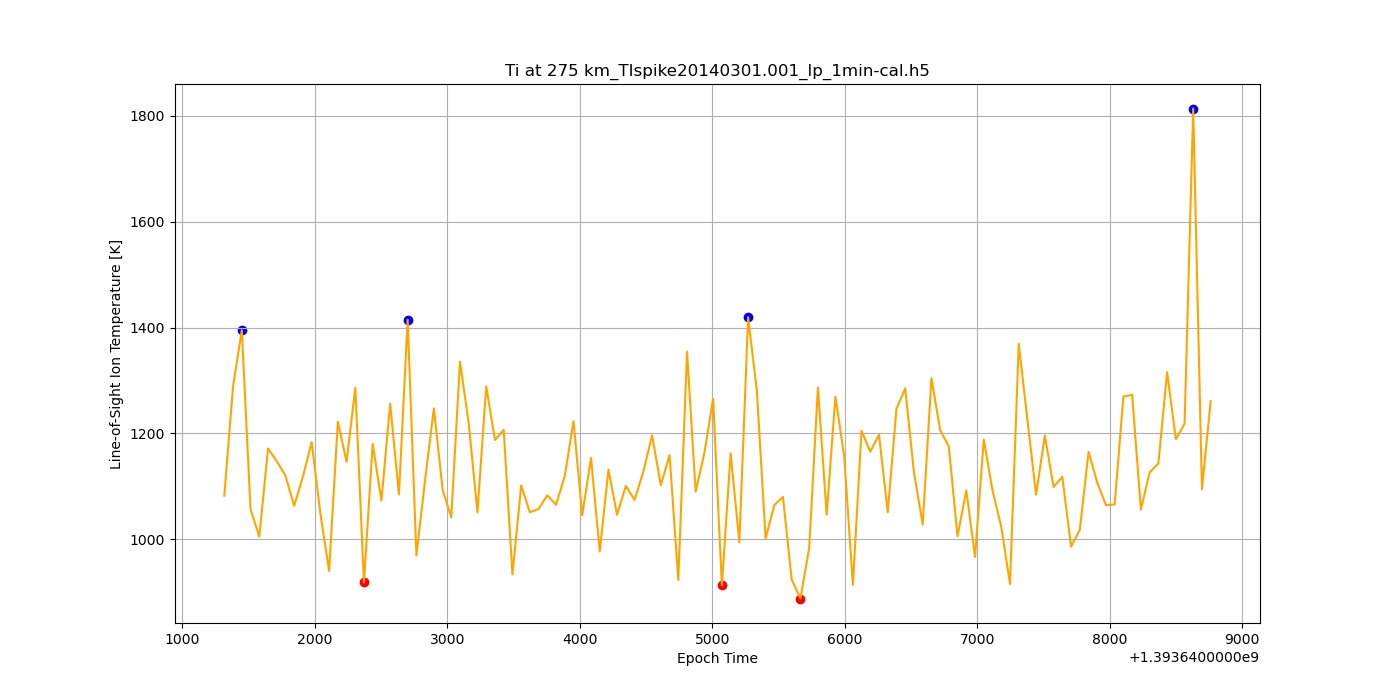 Ti at 275 km_TIspike20140301.001_lp_1min-cal.h5
Line-of-Sight Ion Temperature [K]
1800
1600
1400
1200
1000
1000 2000 3000 4000 5000 6000 7000 8000 9000
Epoch Time
+1.3936400000e9